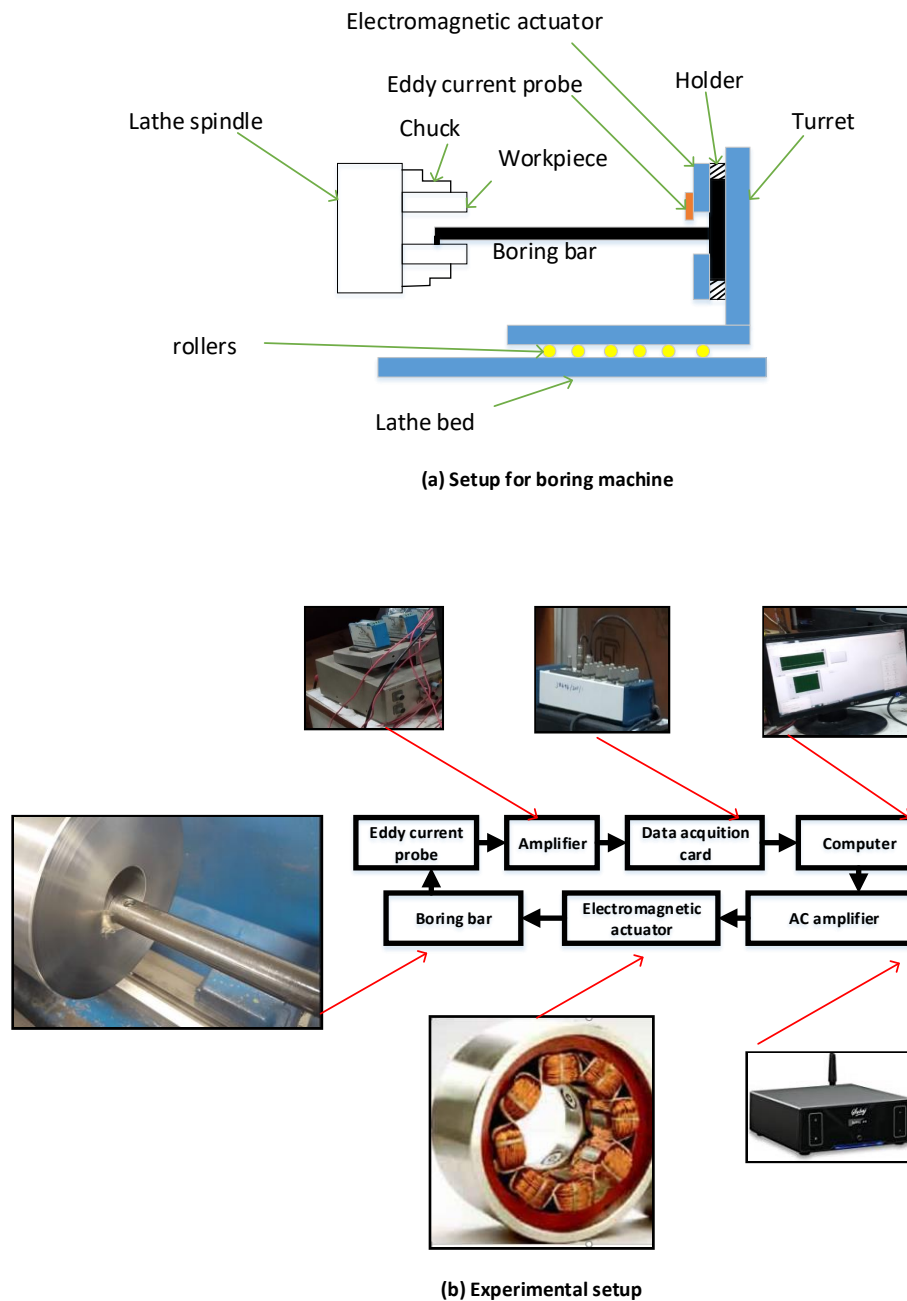 Electromagnetic actuator
Eddy current probe
Holder
Lathe spindle
Chuck
Turret
Workpiece
Boring bar
rollers
Lathe bed
(a) Setup for boring machine
Eddy current
probe
Amplifier
Data acquition
card
Computer
Boring bar
Electromagnetic
actuator
AC amplifier
(b) Experimental setup